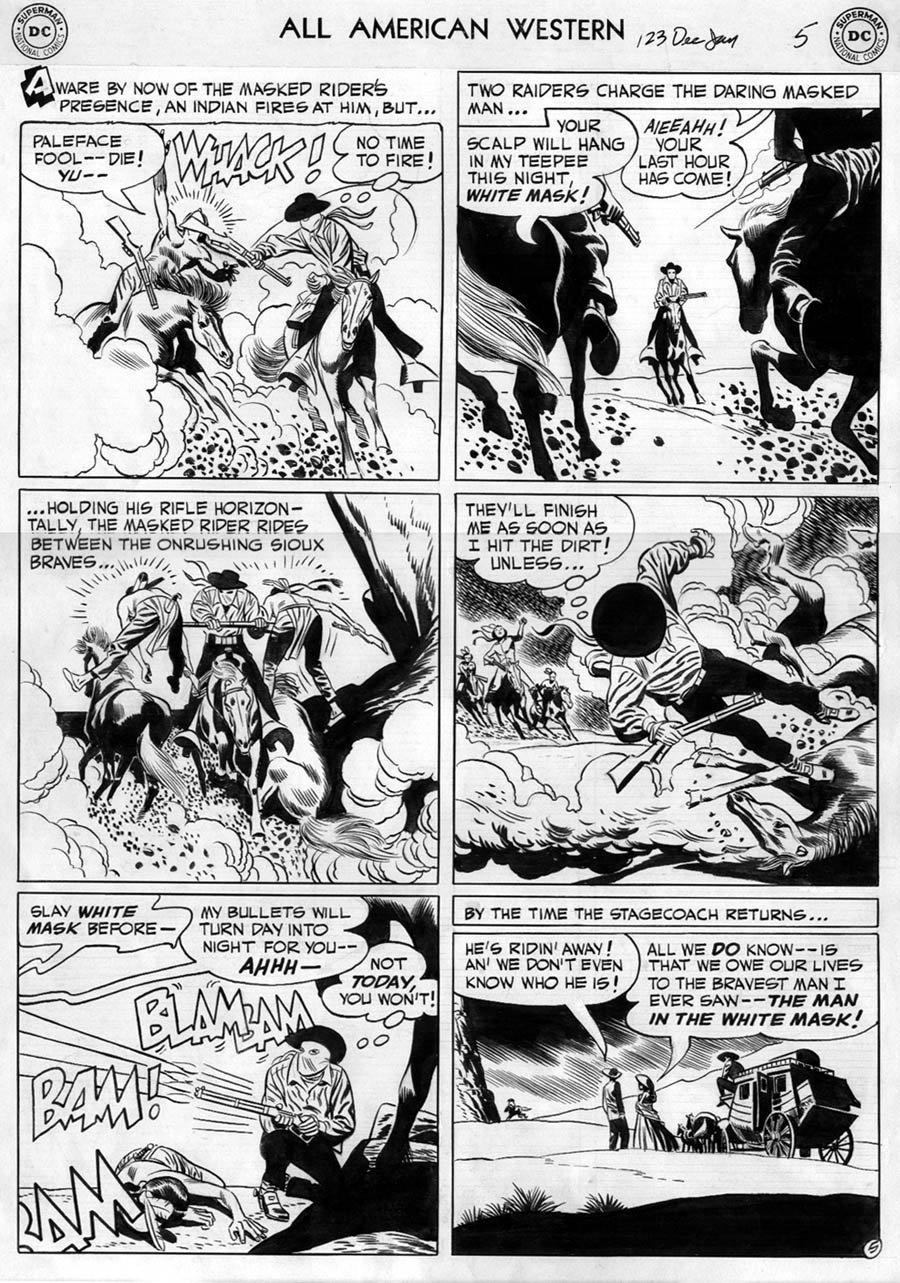 SUPERMAN
DC
NATIONAL COMICS
ALL AMERICAN WESTERN
123 Dec Jan
5
SUPERMAN
DC
NATIONAL COMICS
AWARE BY NOW OF THE MASKED RIDER'S
PRESENCE, AN INDIAN FIRES AT HIM, BUT...
PALEFACE
FOOL--DIE!
YU--
WHACK!
NO TIME
TO FIRE!
TWO RAIDERS CHARGE THE DARING MASKED
MAN...
YOUR
SCALP WILL HANG
IN MY TEEPEE
THIS NIGHT,
WHITE MASK!
AIEEAHH!
YOUR
LAST HOUR
HAS COME!
...HOLDING HIS RIFLE HORIZON-
TALLY, THE MASKED RIDER RIDES
BETWEEN THE ONRUSHING SIOUX
BRAVES...
THEY'LL FINISH
ME AS SOON AS
I HIT THE DIRT!
UNLESS...
SLAY WHITE
MASK BEFORE—
MY BULLETS WILL
TURN DAY INTO
NIGHT FOR YOU--
AHHH—
NOT
TODAY,
YOU WON'T!
BLAMBAM
BAM!
BAM
BY THE TIME THE STAGECOACH RETURNS...
HE'S RIDIN' AWAY!
AN' WE DON'T EVEN
KNOW WHO HE IS!
ALL WE DO KNOW--IS
THAT WE OWE OUR LIVES
TO THE BRAVEST MAN I
EVER SAW--THE MAN
IN THE WHITE MASK!
5